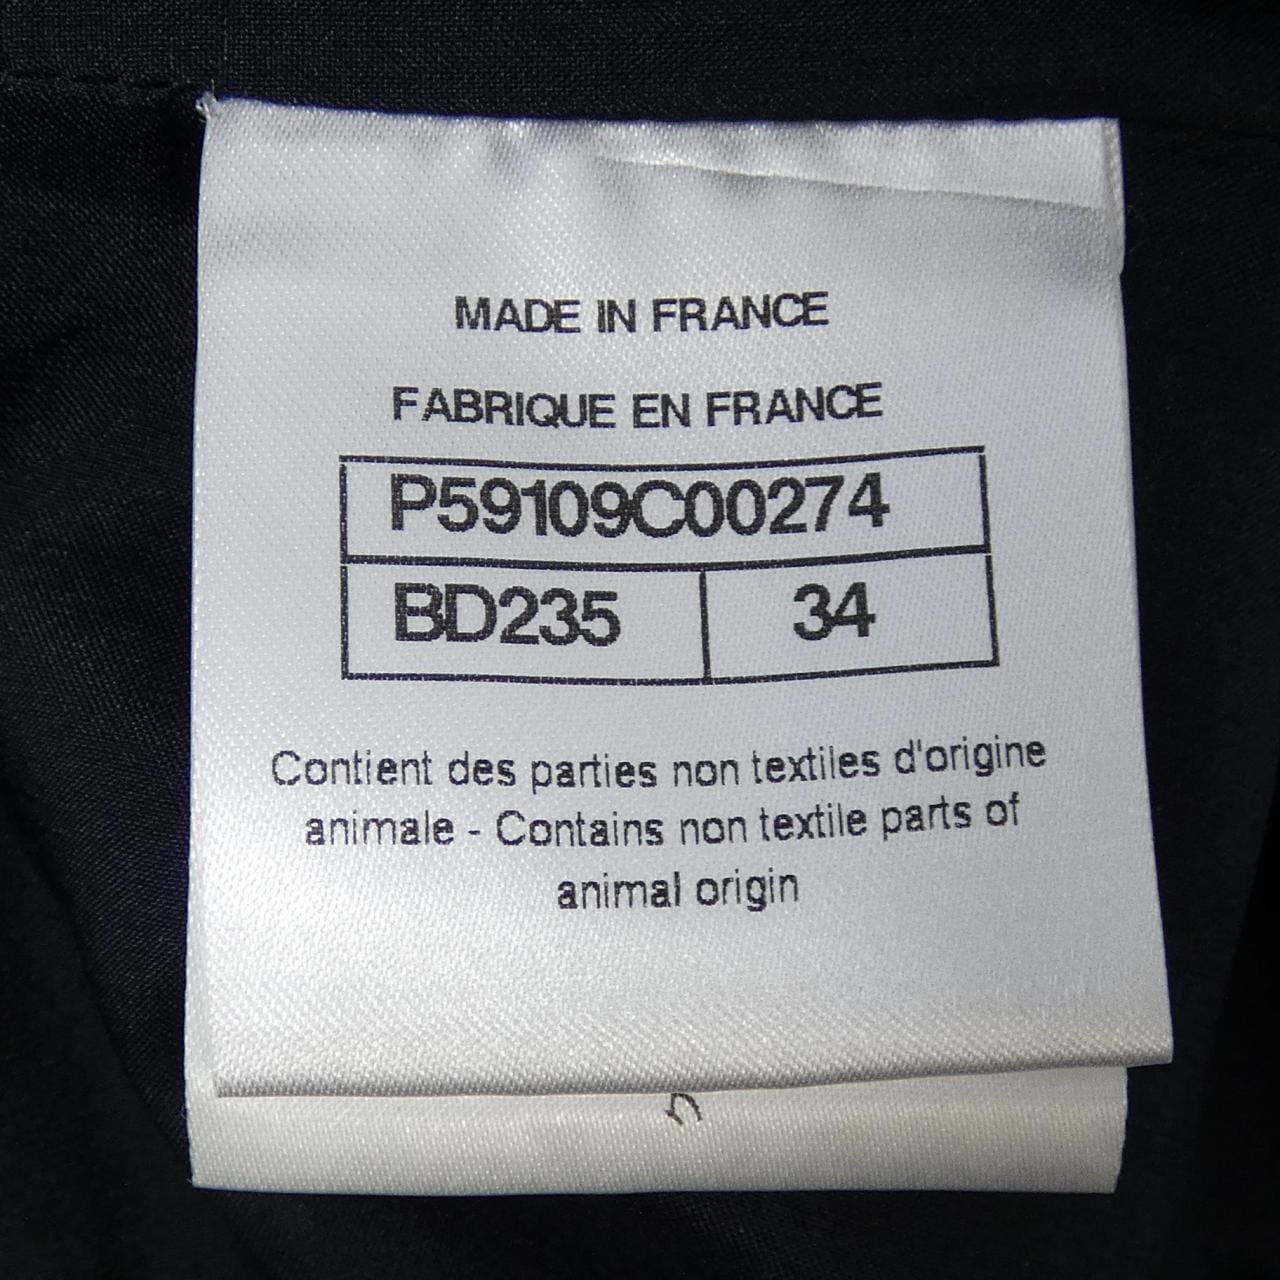 MADE IN FRANCE
FABRIQUE EN FRANCE
P59109C00274
BD235 34
Contient des parties non textiles d'origine
animale - Contains non textile parts of
animal origin